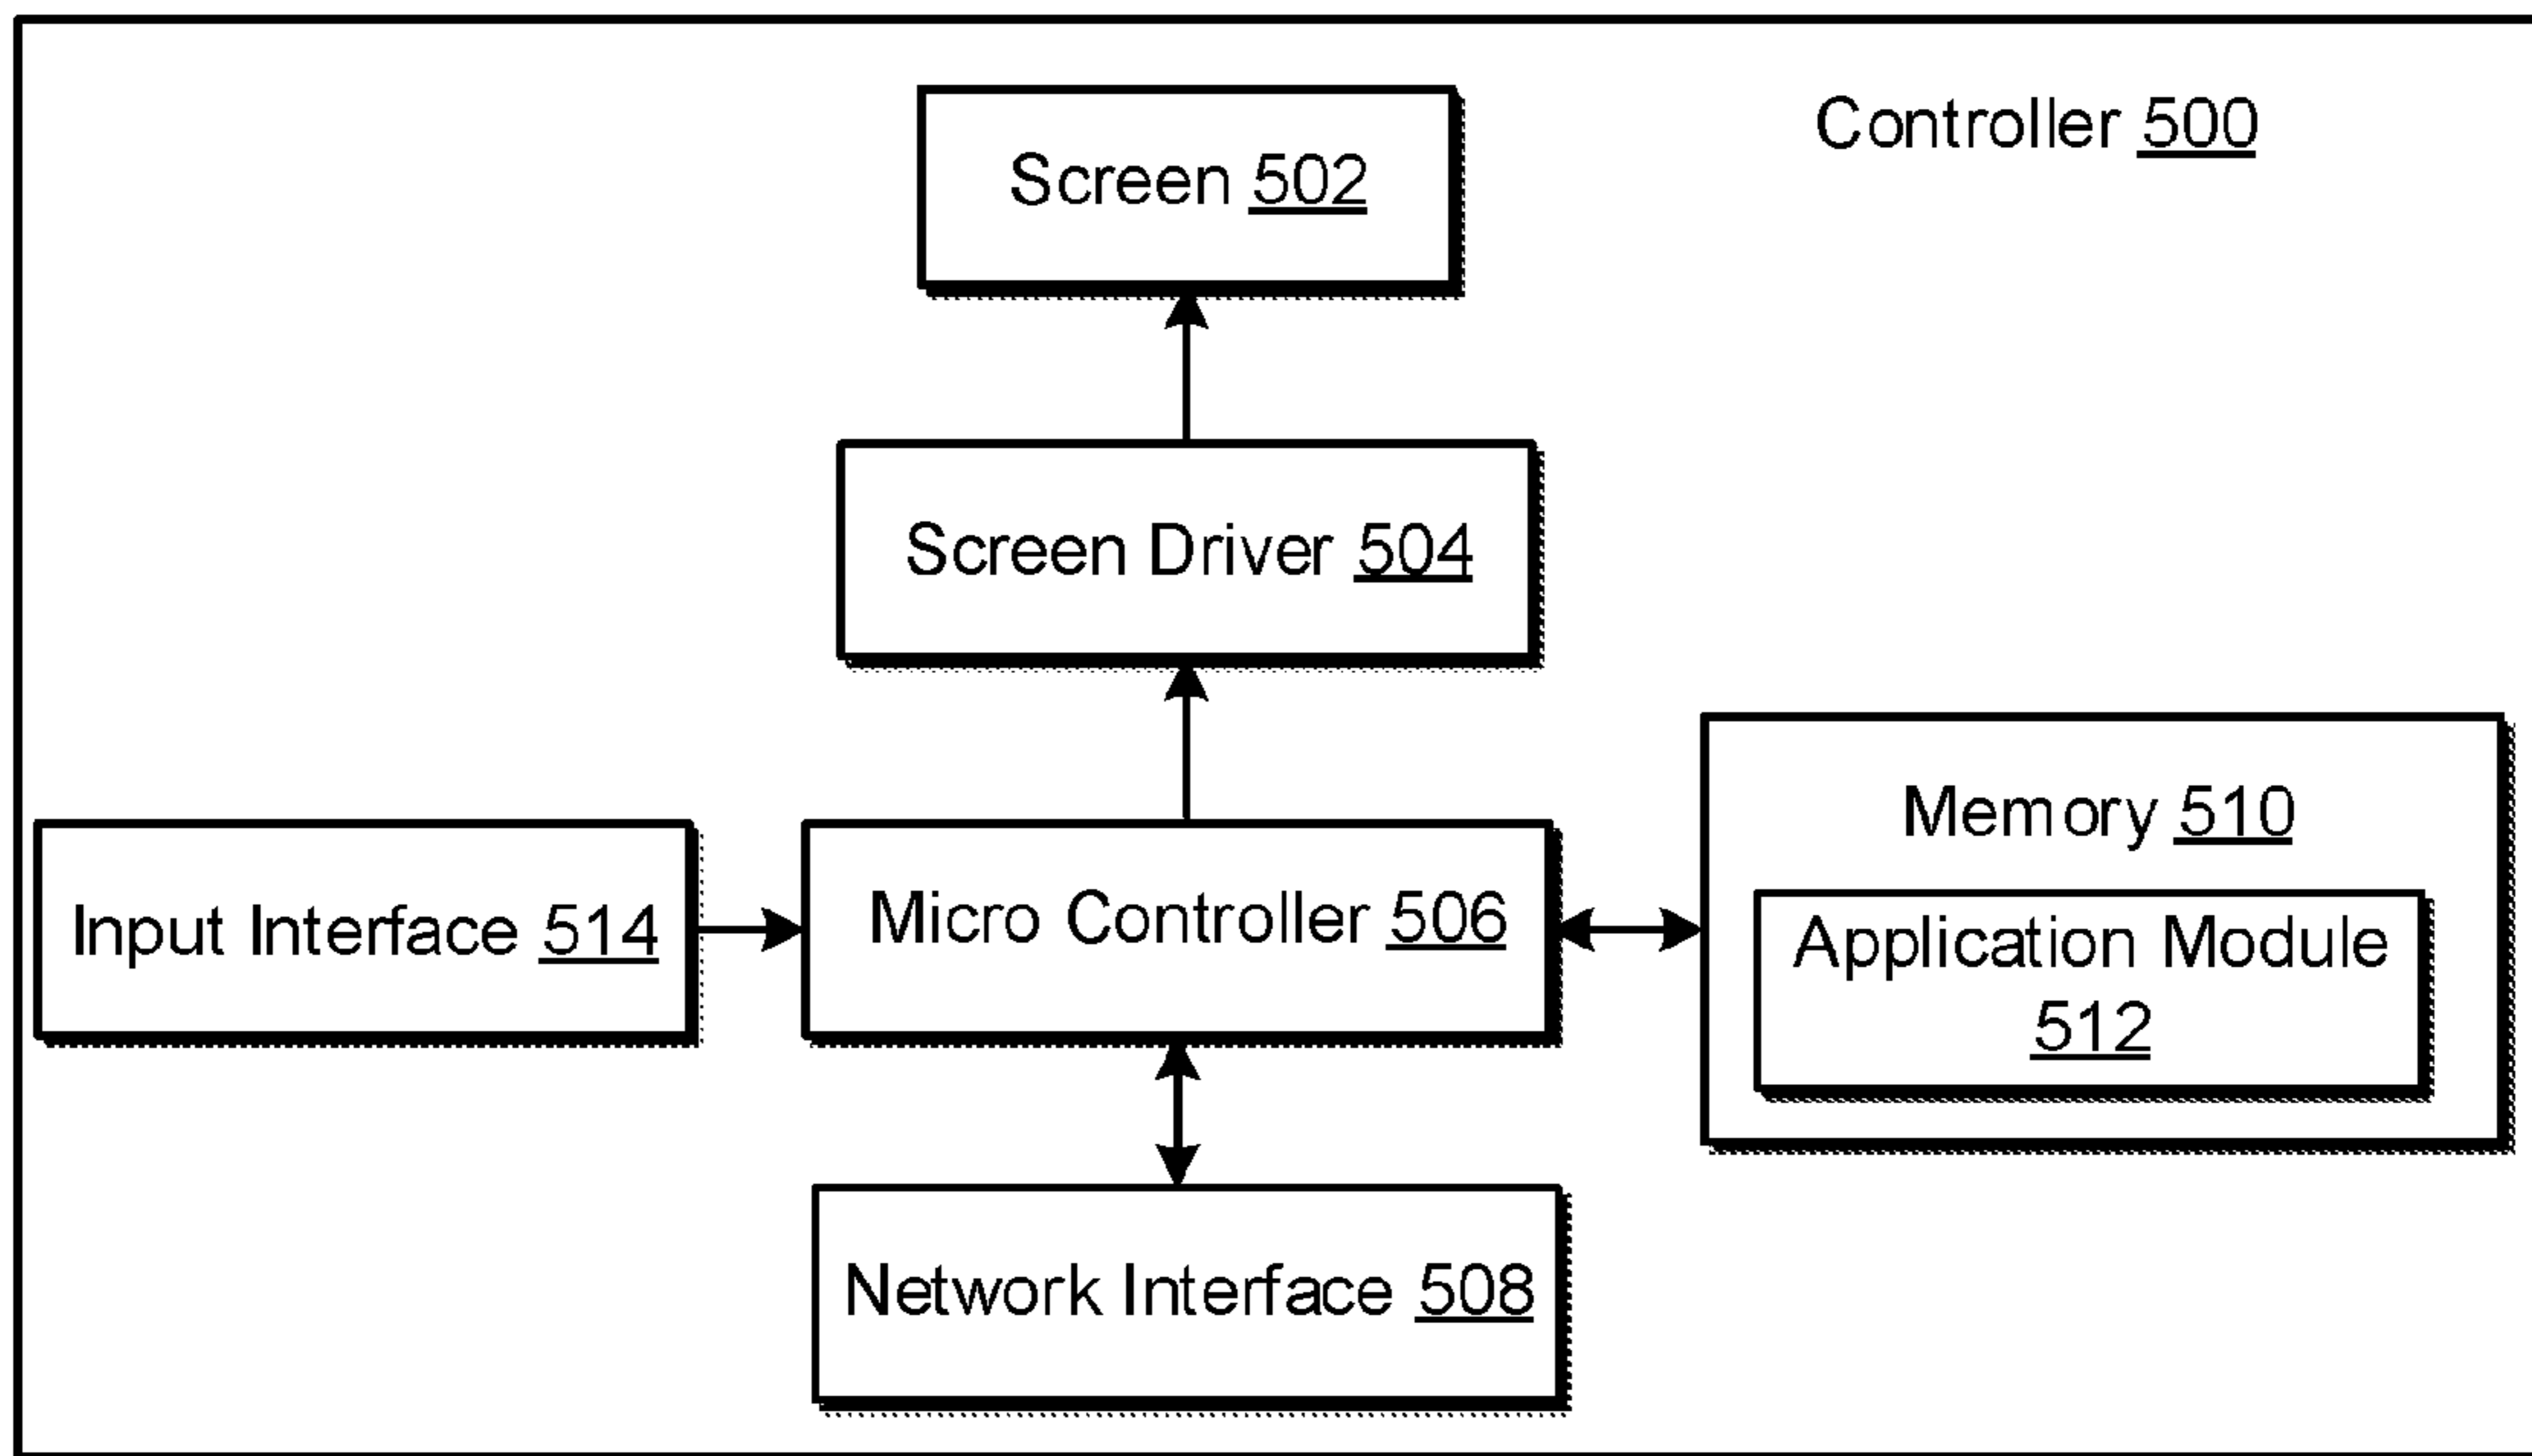 Controller 500
Screen 502
Screen Driver 504
Memory 510
Input Interface 514
Micro Controller 506
Application Module
512
Network Interface 508